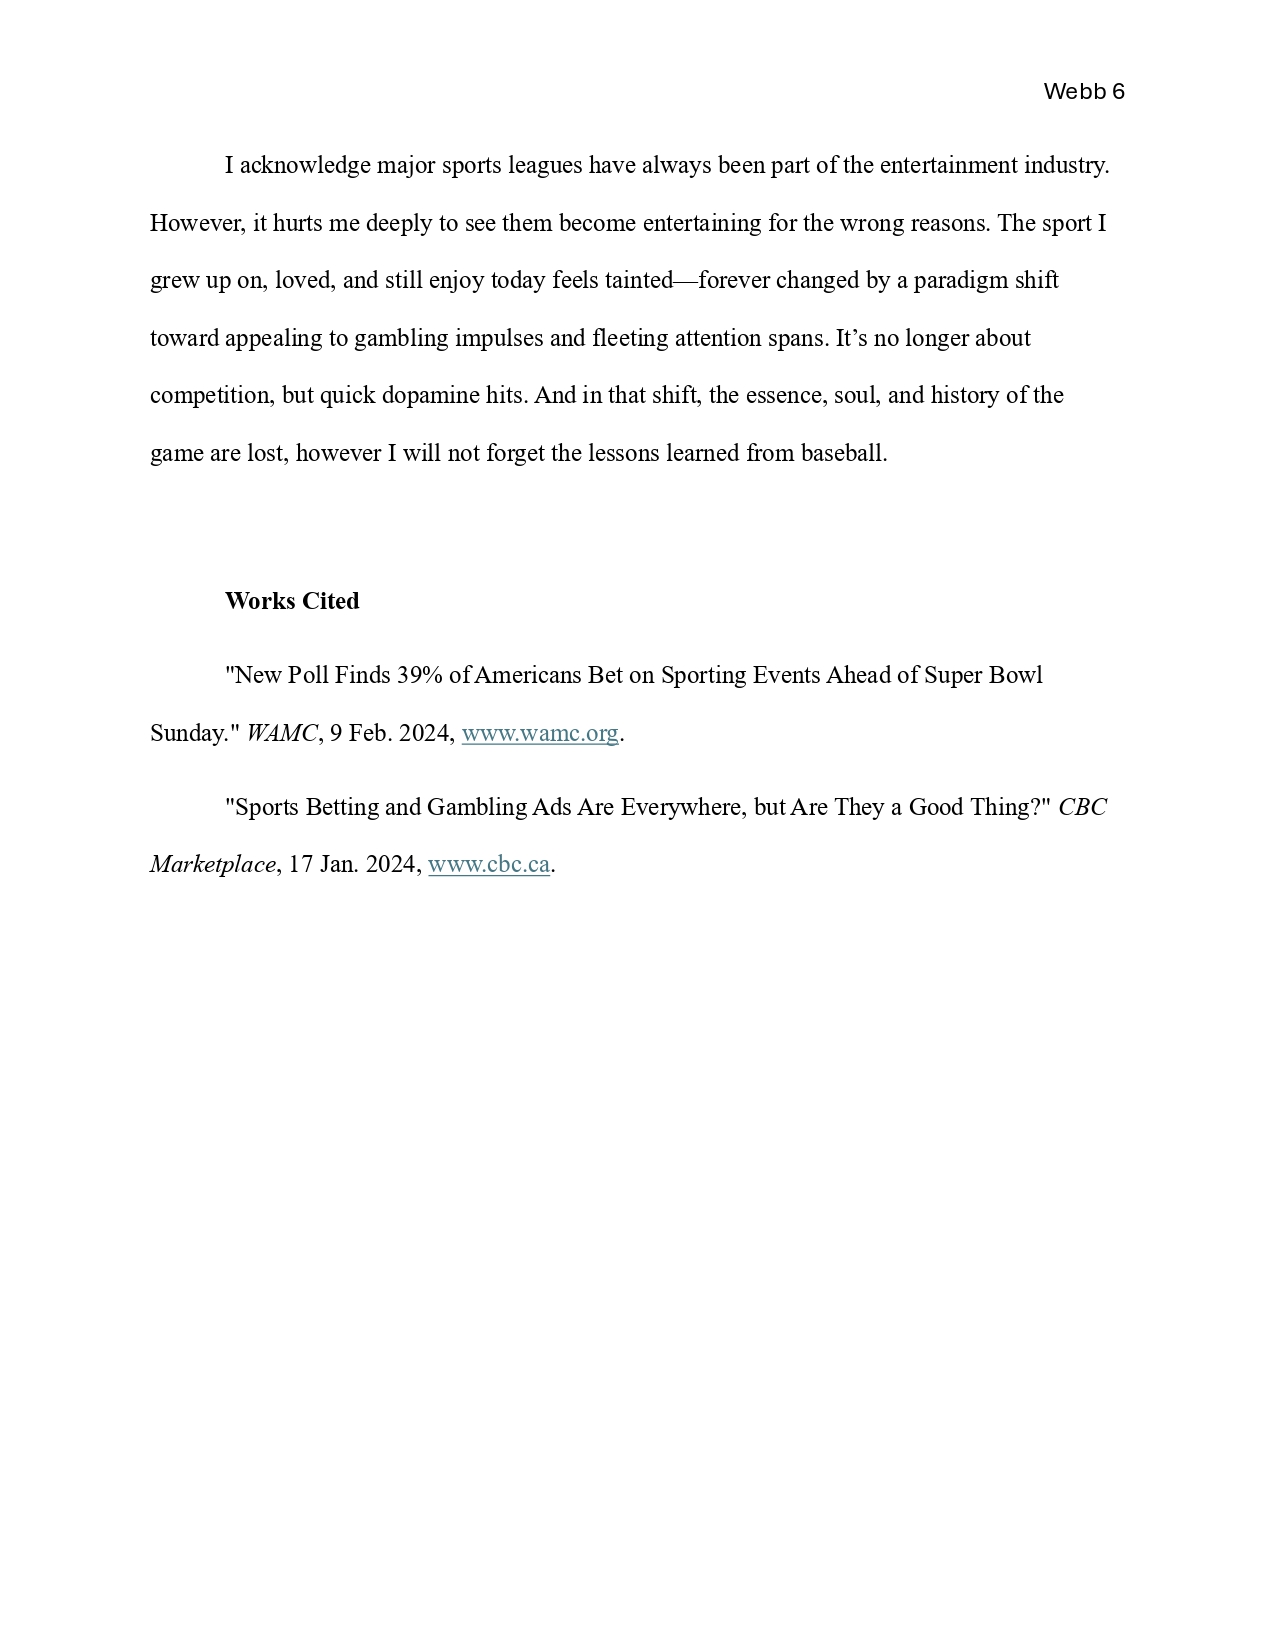 Webb 6
I acknowledge major sports leagues have always been part of the entertainment industry.
However, it hurts me deeply to see them become entertaining for the wrong reasons. The sport I
grew up on, loved, and still enjoy today feels tainted—forever changed by a paradigm shift
toward appealing to gambling impulses and fleeting attention spans. It’s no longer about
competition, but quick dopamine hits. And in that shift, the essence, soul, and history of the
game are lost, however I will not forget the lessons learned from baseball.
Works Cited
"New Poll Finds 39% of Americans Bet on Sporting Events Ahead of Super Bowl
Sunday." WAMC, 9 Feb. 2024, www.wamc.org.
"Sports Betting and Gambling Ads Are Everywhere, but Are They a Good Thing?" CBC
Marketplace, 17 Jan. 2024, www.cbc.ca.